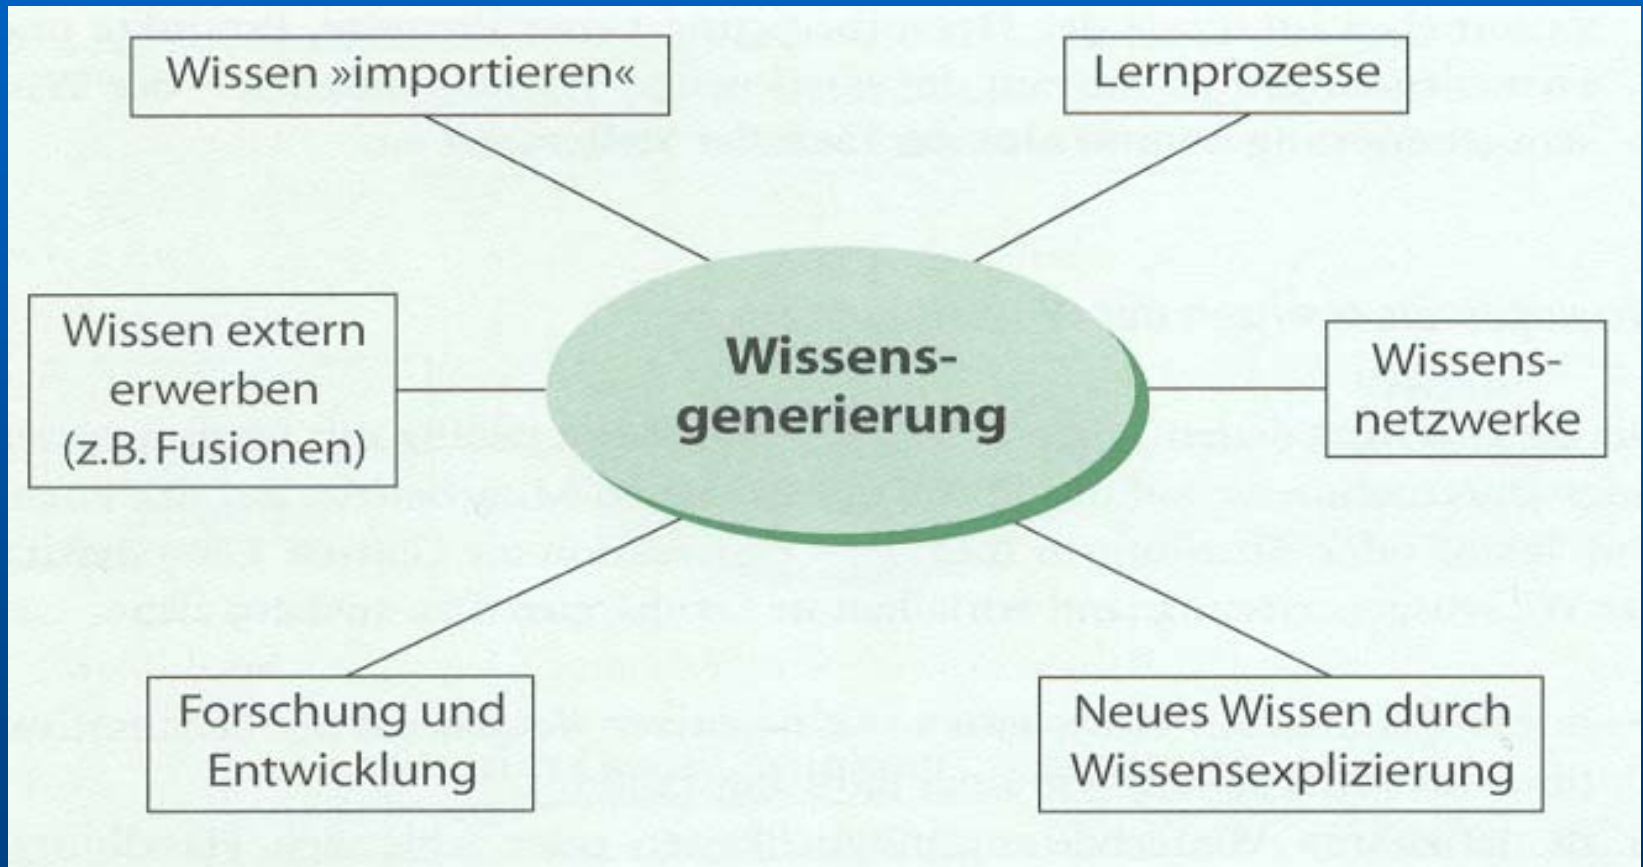 Wissen »importieren«
Lernprozesse
Wissen extern
erwerben
(z.B. Fusionen)
Wissens-
generierung
Wissens-
netzwerke
Forschung und
Entwicklung
Neues Wissen durch
Wissensexplizierung